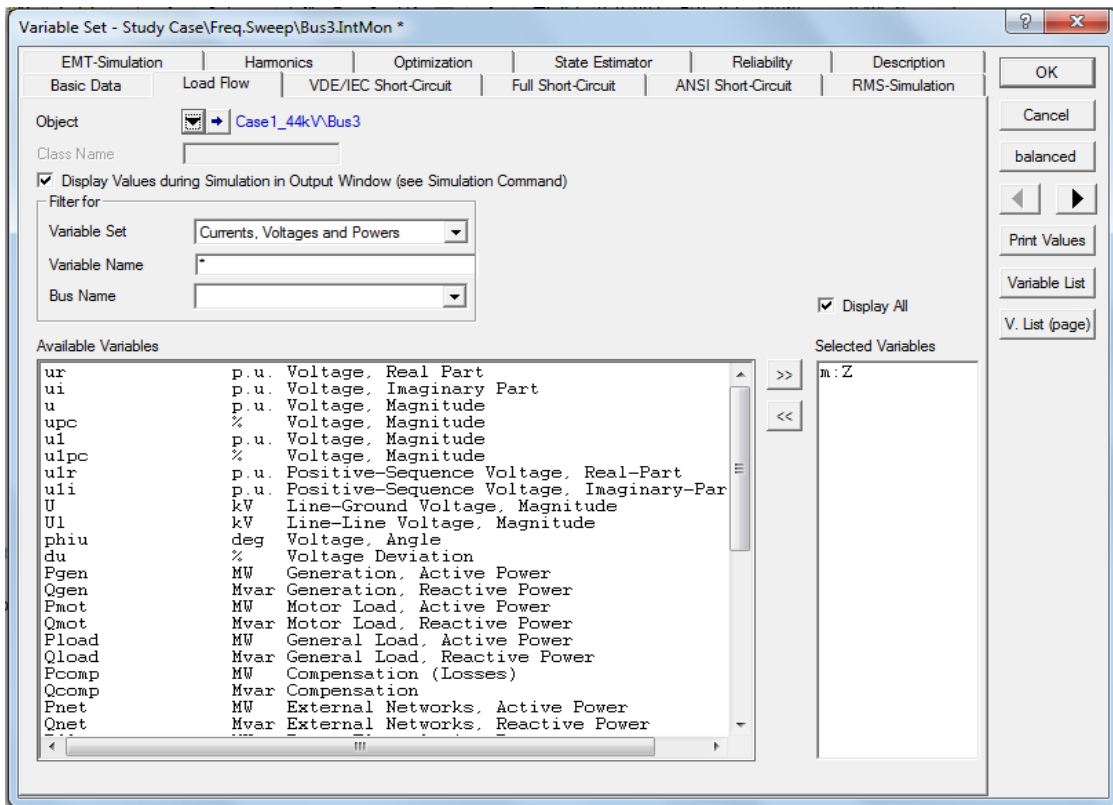 Variable Set - Study Case\Freq.Sweep\Bus3.IntMon *
EMT-Simulation Harmonics Optimization State Estimator Reliability Description
Basic Data Load Flow VDE/IEC Short-Circuit Full Short-Circuit ANSI Short-Circuit RMS-Simulation
OK
Cancel
balanced
Print Values
Variable List
V. List (page)
Object Case1_44kV\Bus3
Class Name
Display Values during Simulation in Output Window (see Simulation Command)
Filter for
Variable Set Currents, Voltages and Powers
Variable Name *
Bus Name
Display All
Available Variables
ur p.u. Voltage, Real Part
ui p.u. Voltage, Imaginary Part
u p.u. Voltage, Magnitude
upc % Voltage, Magnitude
u1 p.u. Voltage, Magnitude
u1pc % Voltage, Magnitude
u1r p.u. Positive-Sequence Voltage, Real-Part
u1i p.u. Positive-Sequence Voltage, Imaginary-Par
U kV Line-Ground Voltage, Magnitude
Ul kV Line-Line Voltage, Magnitude
phiu deg Voltage, Angle
du % Voltage Deviation
Pgen MW Generation, Active Power
Qgen Mvar Generation, Reactive Power
Pmot MW Motor Load, Active Power
Qmot Mvar Motor Load, Reactive Power
Pload MW General Load, Active Power
Qload Mvar General Load, Reactive Power
Pcomp MW Compensation (Losses)
Qcomp Mvar Compensation
Pnet MW External Networks, Active Power
Qnet Mvar External Networks, Reactive Power
>>
<<
Selected Variables
m:Z